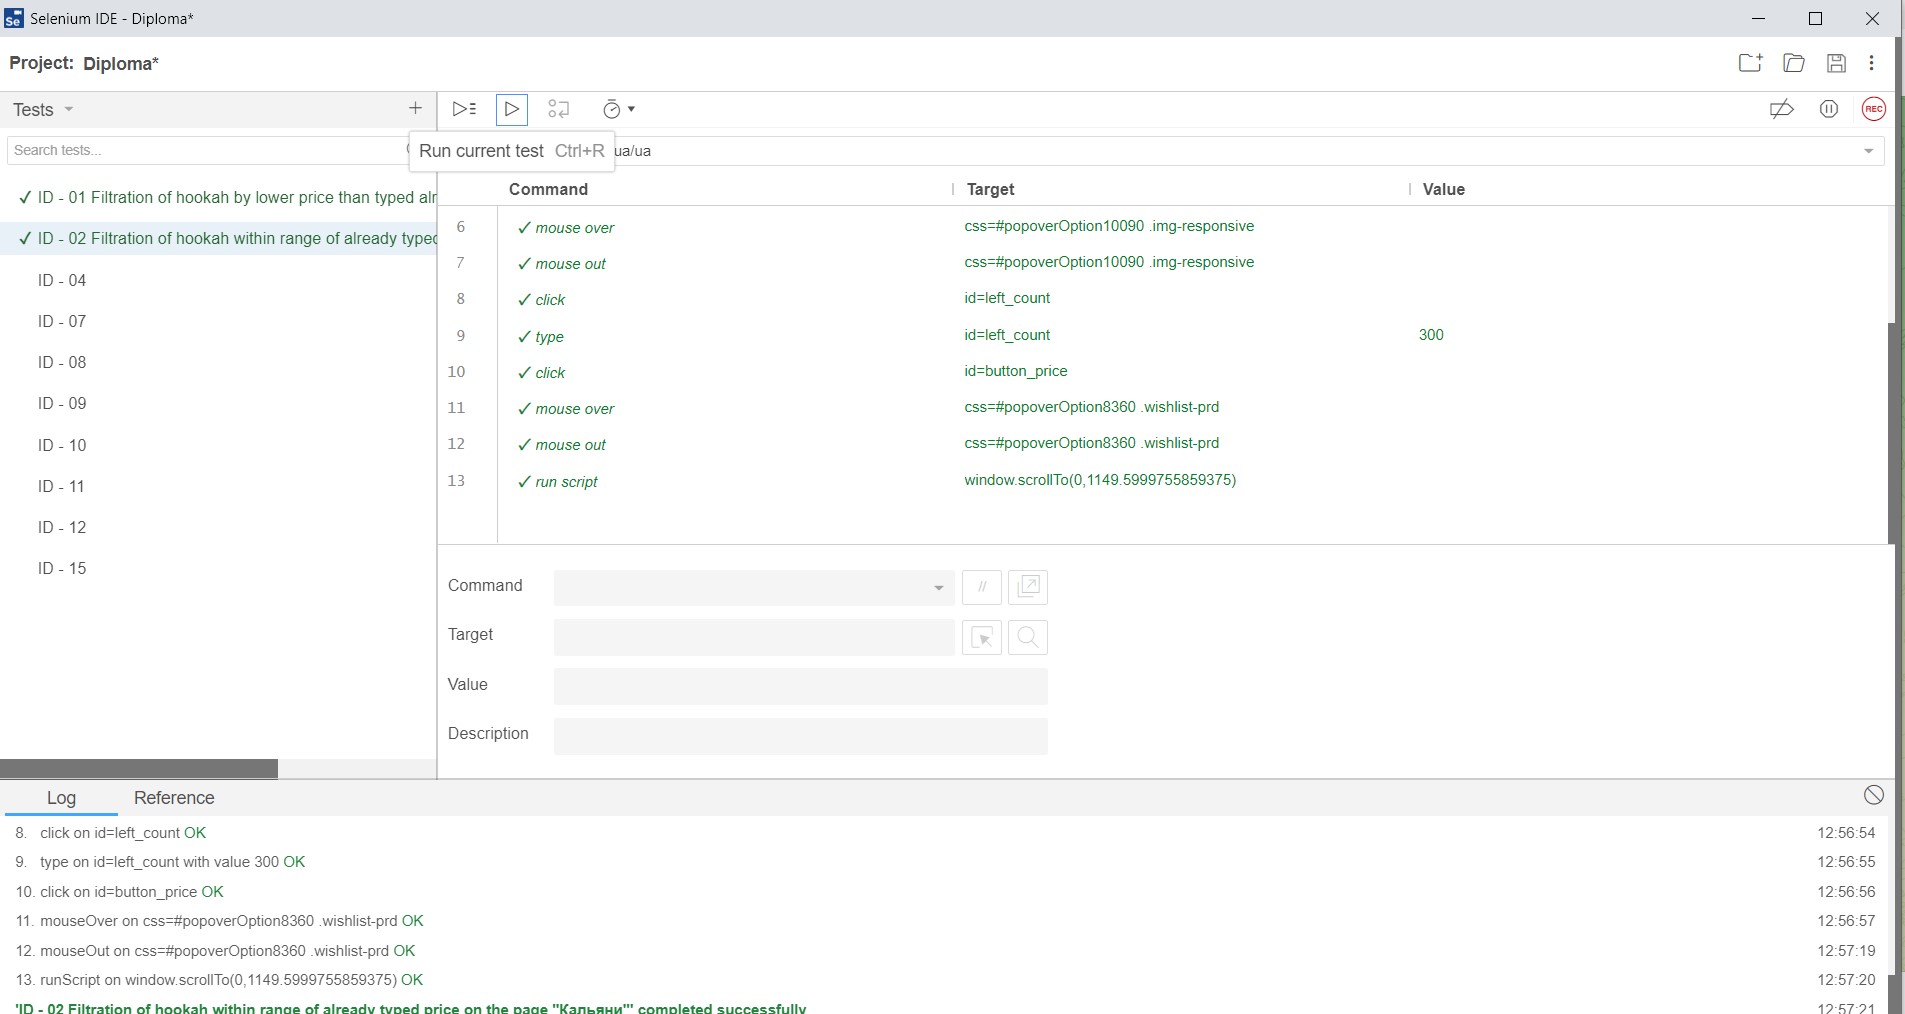 Se Selenium IDE - Diploma*
Project: Diploma*
Tests
REC
Search tests...
Run current test Ctrl+R
ua/ua
Command Target Value
✓ ID - 01 Filtration of hookah by lower price than typed alr
✓ ID - 02 Filtration of hookah within range of already typed
ID - 04
ID - 07
ID - 08
ID - 09
ID - 10
ID - 11
ID - 12
ID - 15
6 ✓ mouse over css=#popoverOption10090 .img-responsive
7 ✓ mouse out css=#popoverOption10090 .img-responsive
8 ✓ click id=left_count
9 ✓ type id=left_count 300
10 ✓ click id=button_price
11 ✓ mouse over css=#popoverOption8360 .wishlist-prd
12 ✓ mouse out css=#popoverOption8360 .wishlist-prd
13 ✓ run script window.scrollTo(0,1149.5999755859375)
Command //
Target
Value
Description
Log Reference
8. click on id=left_count OK 12:56:54
9. type on id=left_count with value 300 OK 12:56:55
10. click on id=button_price OK 12:56:56
11. mouseOver on css=#popoverOption8360 .wishlist-prd OK 12:56:57
12. mouseOut on css=#popoverOption8360 .wishlist-prd OK 12:57:19
13. runScript on window.scrollTo(0,1149.5999755859375) OK 12:57:20
'ID - 02 Filtration of hookah within range of already typed price on the page "Кальяни"' completed successfully 12:57:21